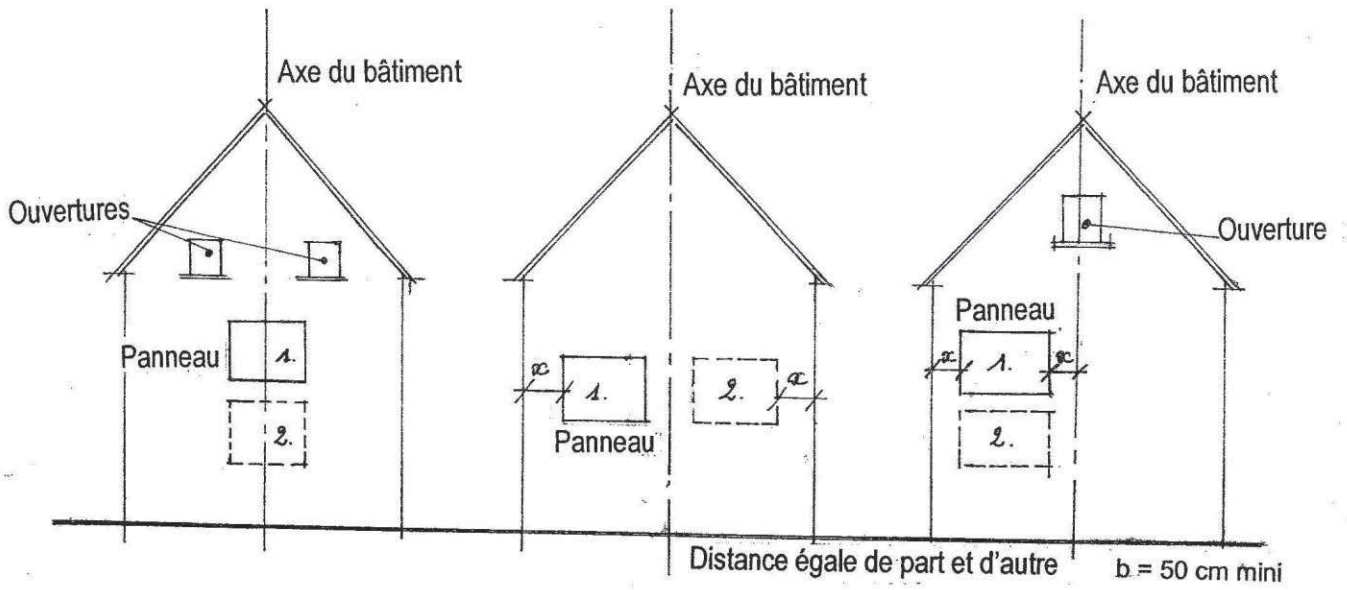 Axe du bâtiment
Axe du bâtiment
Axe du bâtiment
Ouvertures
Ouverture
Panneau
1.
2.
x
1.
Panneau
2.
x
Panneau
x
1.
x
2.
Distance égale de part et d'autre
b = 50 cm mini